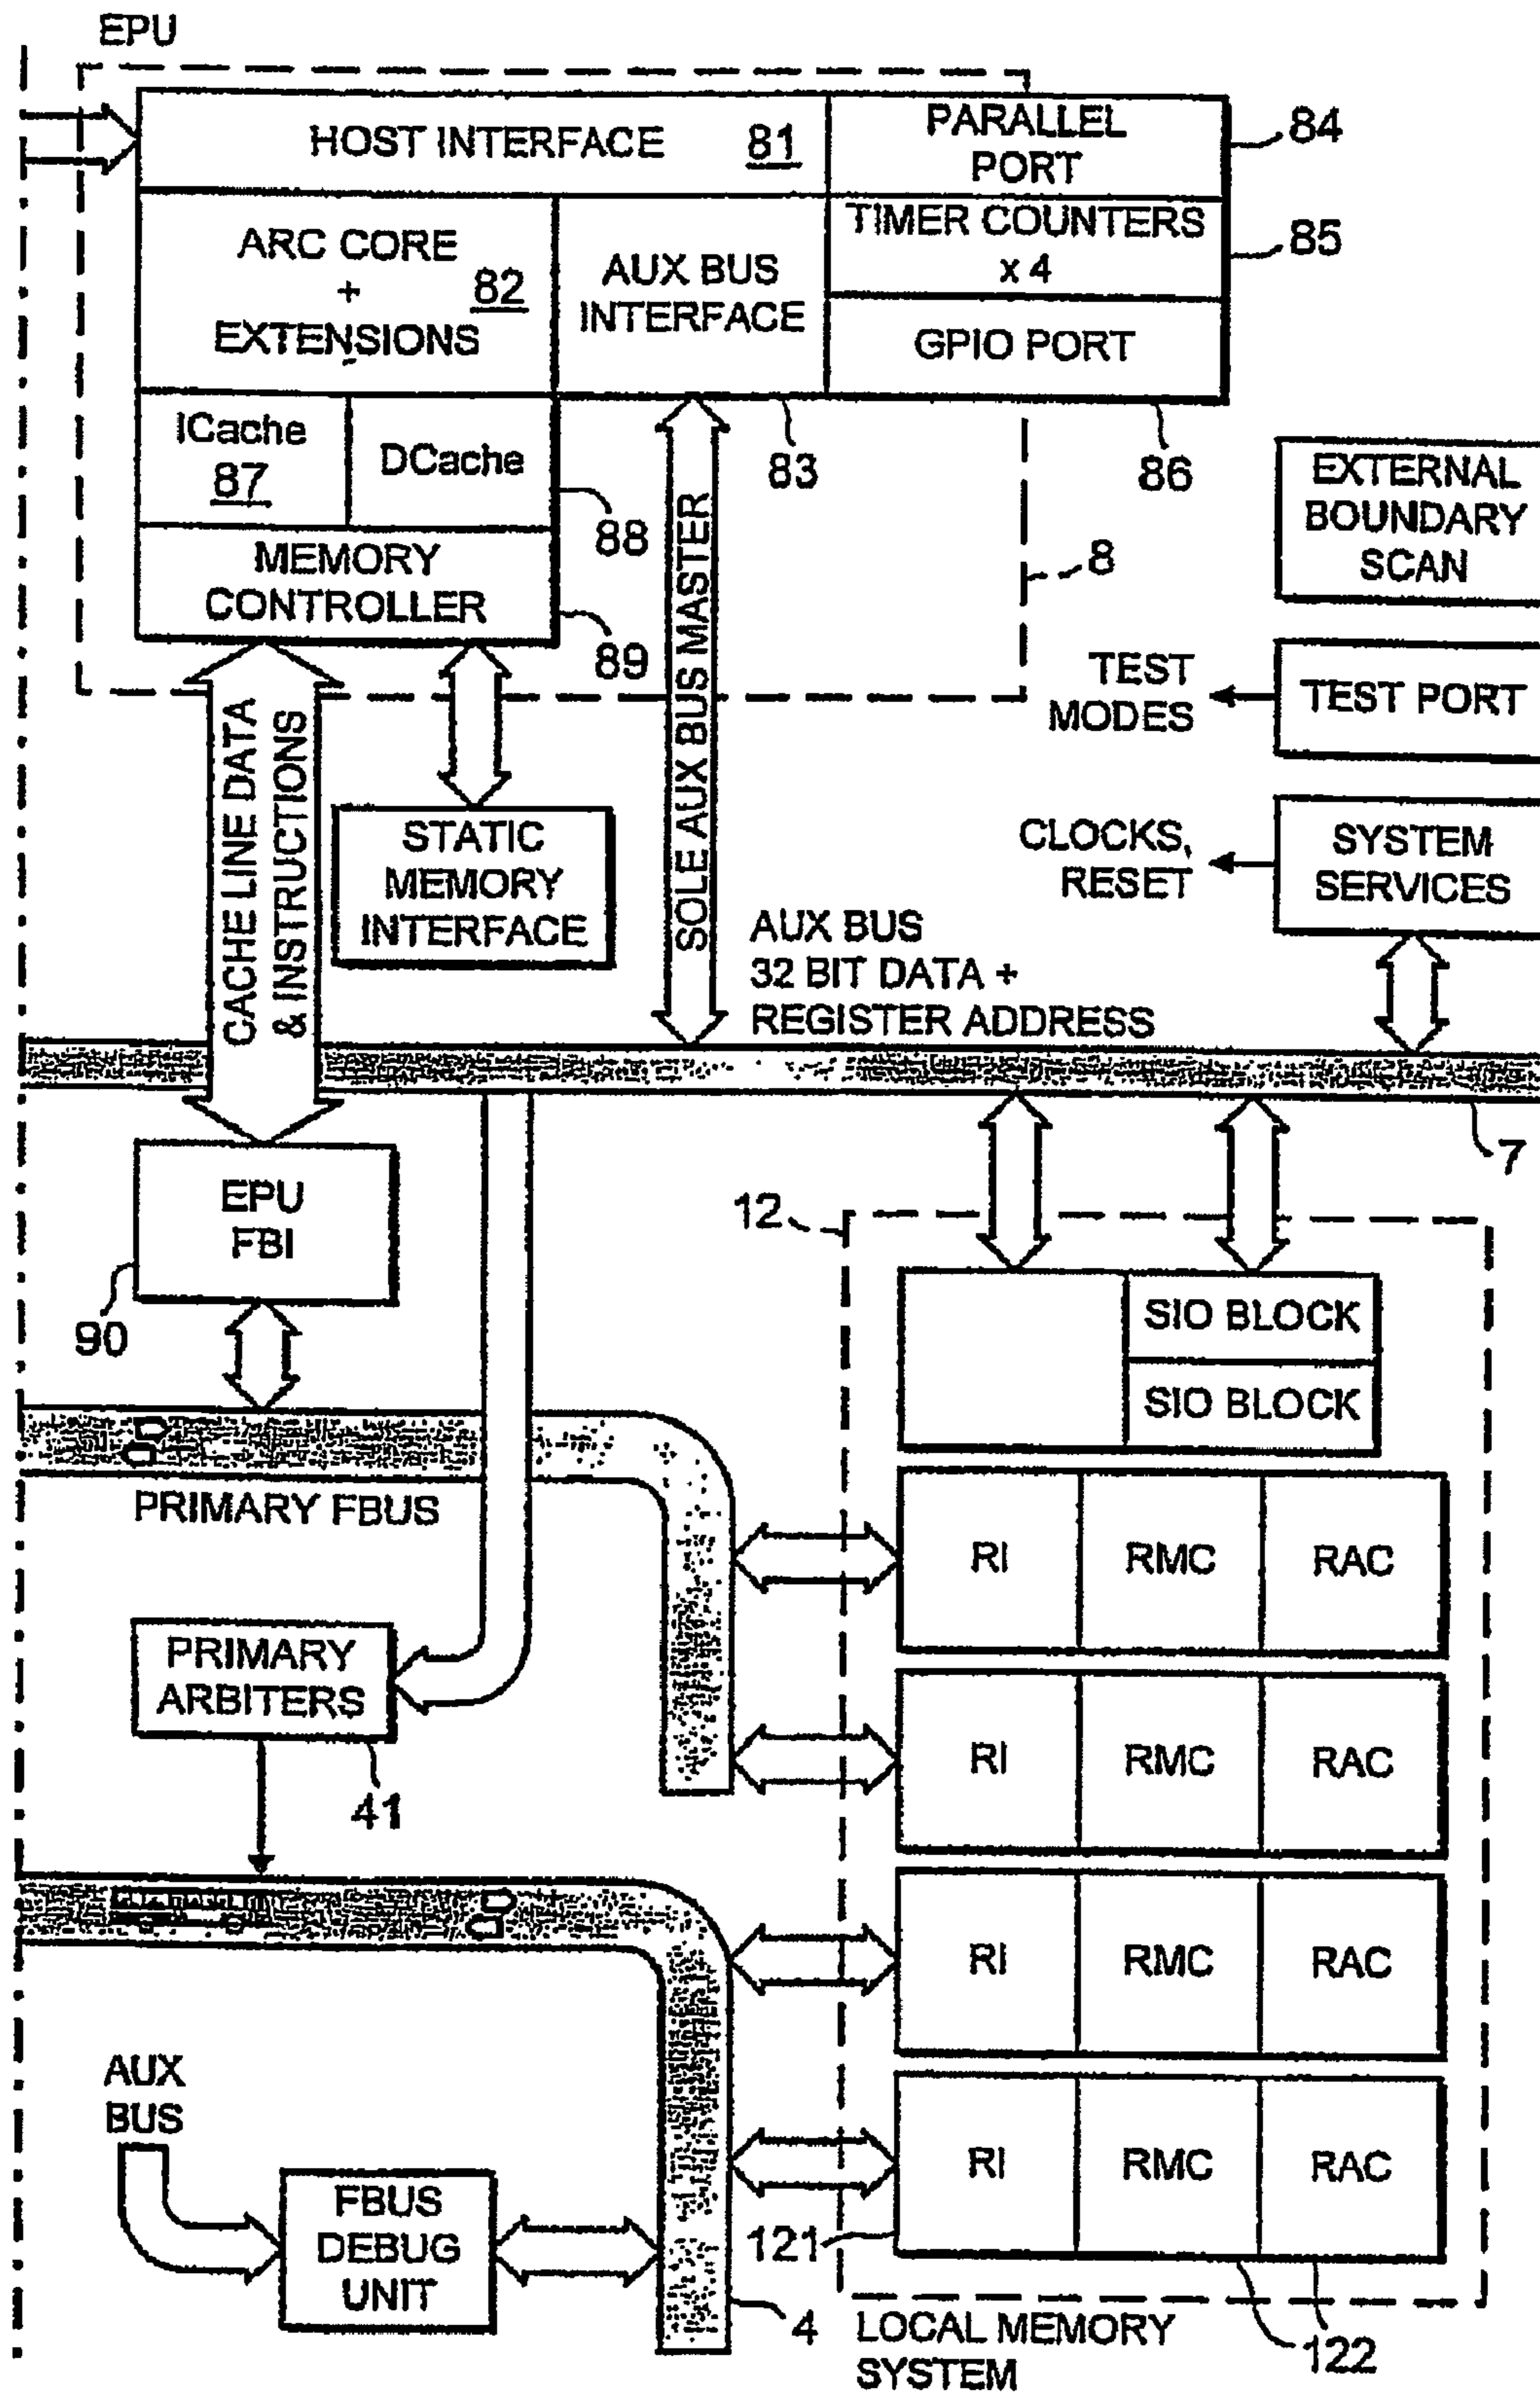 EPU
HOST INTERFACE 81
PARALLEL
PORT
84
ARC CORE
+
EXTENSIONS
82
AUX BUS
INTERFACE
TIMER COUNTERS
x 4
85
GPIO PORT
ICache
87
DCache
83
86
88
MEMORY
CONTROLLER
89
8
EXTERNAL
BOUNDARY
SCAN
TEST
MODES
TEST PORT
CACHE LINE DATA
& INSTRUCTIONS
STATIC
MEMORY
INTERFACE
SOLE AUX BUS MASTER
CLOCKS,
RESET
SYSTEM
SERVICES
AUX BUS
32 BIT DATA +
REGISTER ADDRESS
7
EPU
FBI
90
12
SIO BLOCK
SIO BLOCK
PRIMARY FBUS
RI RMC RAC
PRIMARY
ARBITERS
41
RI RMC RAC
RI RMC RAC
AUX
BUS
FBUS
DEBUG
UNIT
RI RMC RAC
121
4
LOCAL MEMORY
SYSTEM
122